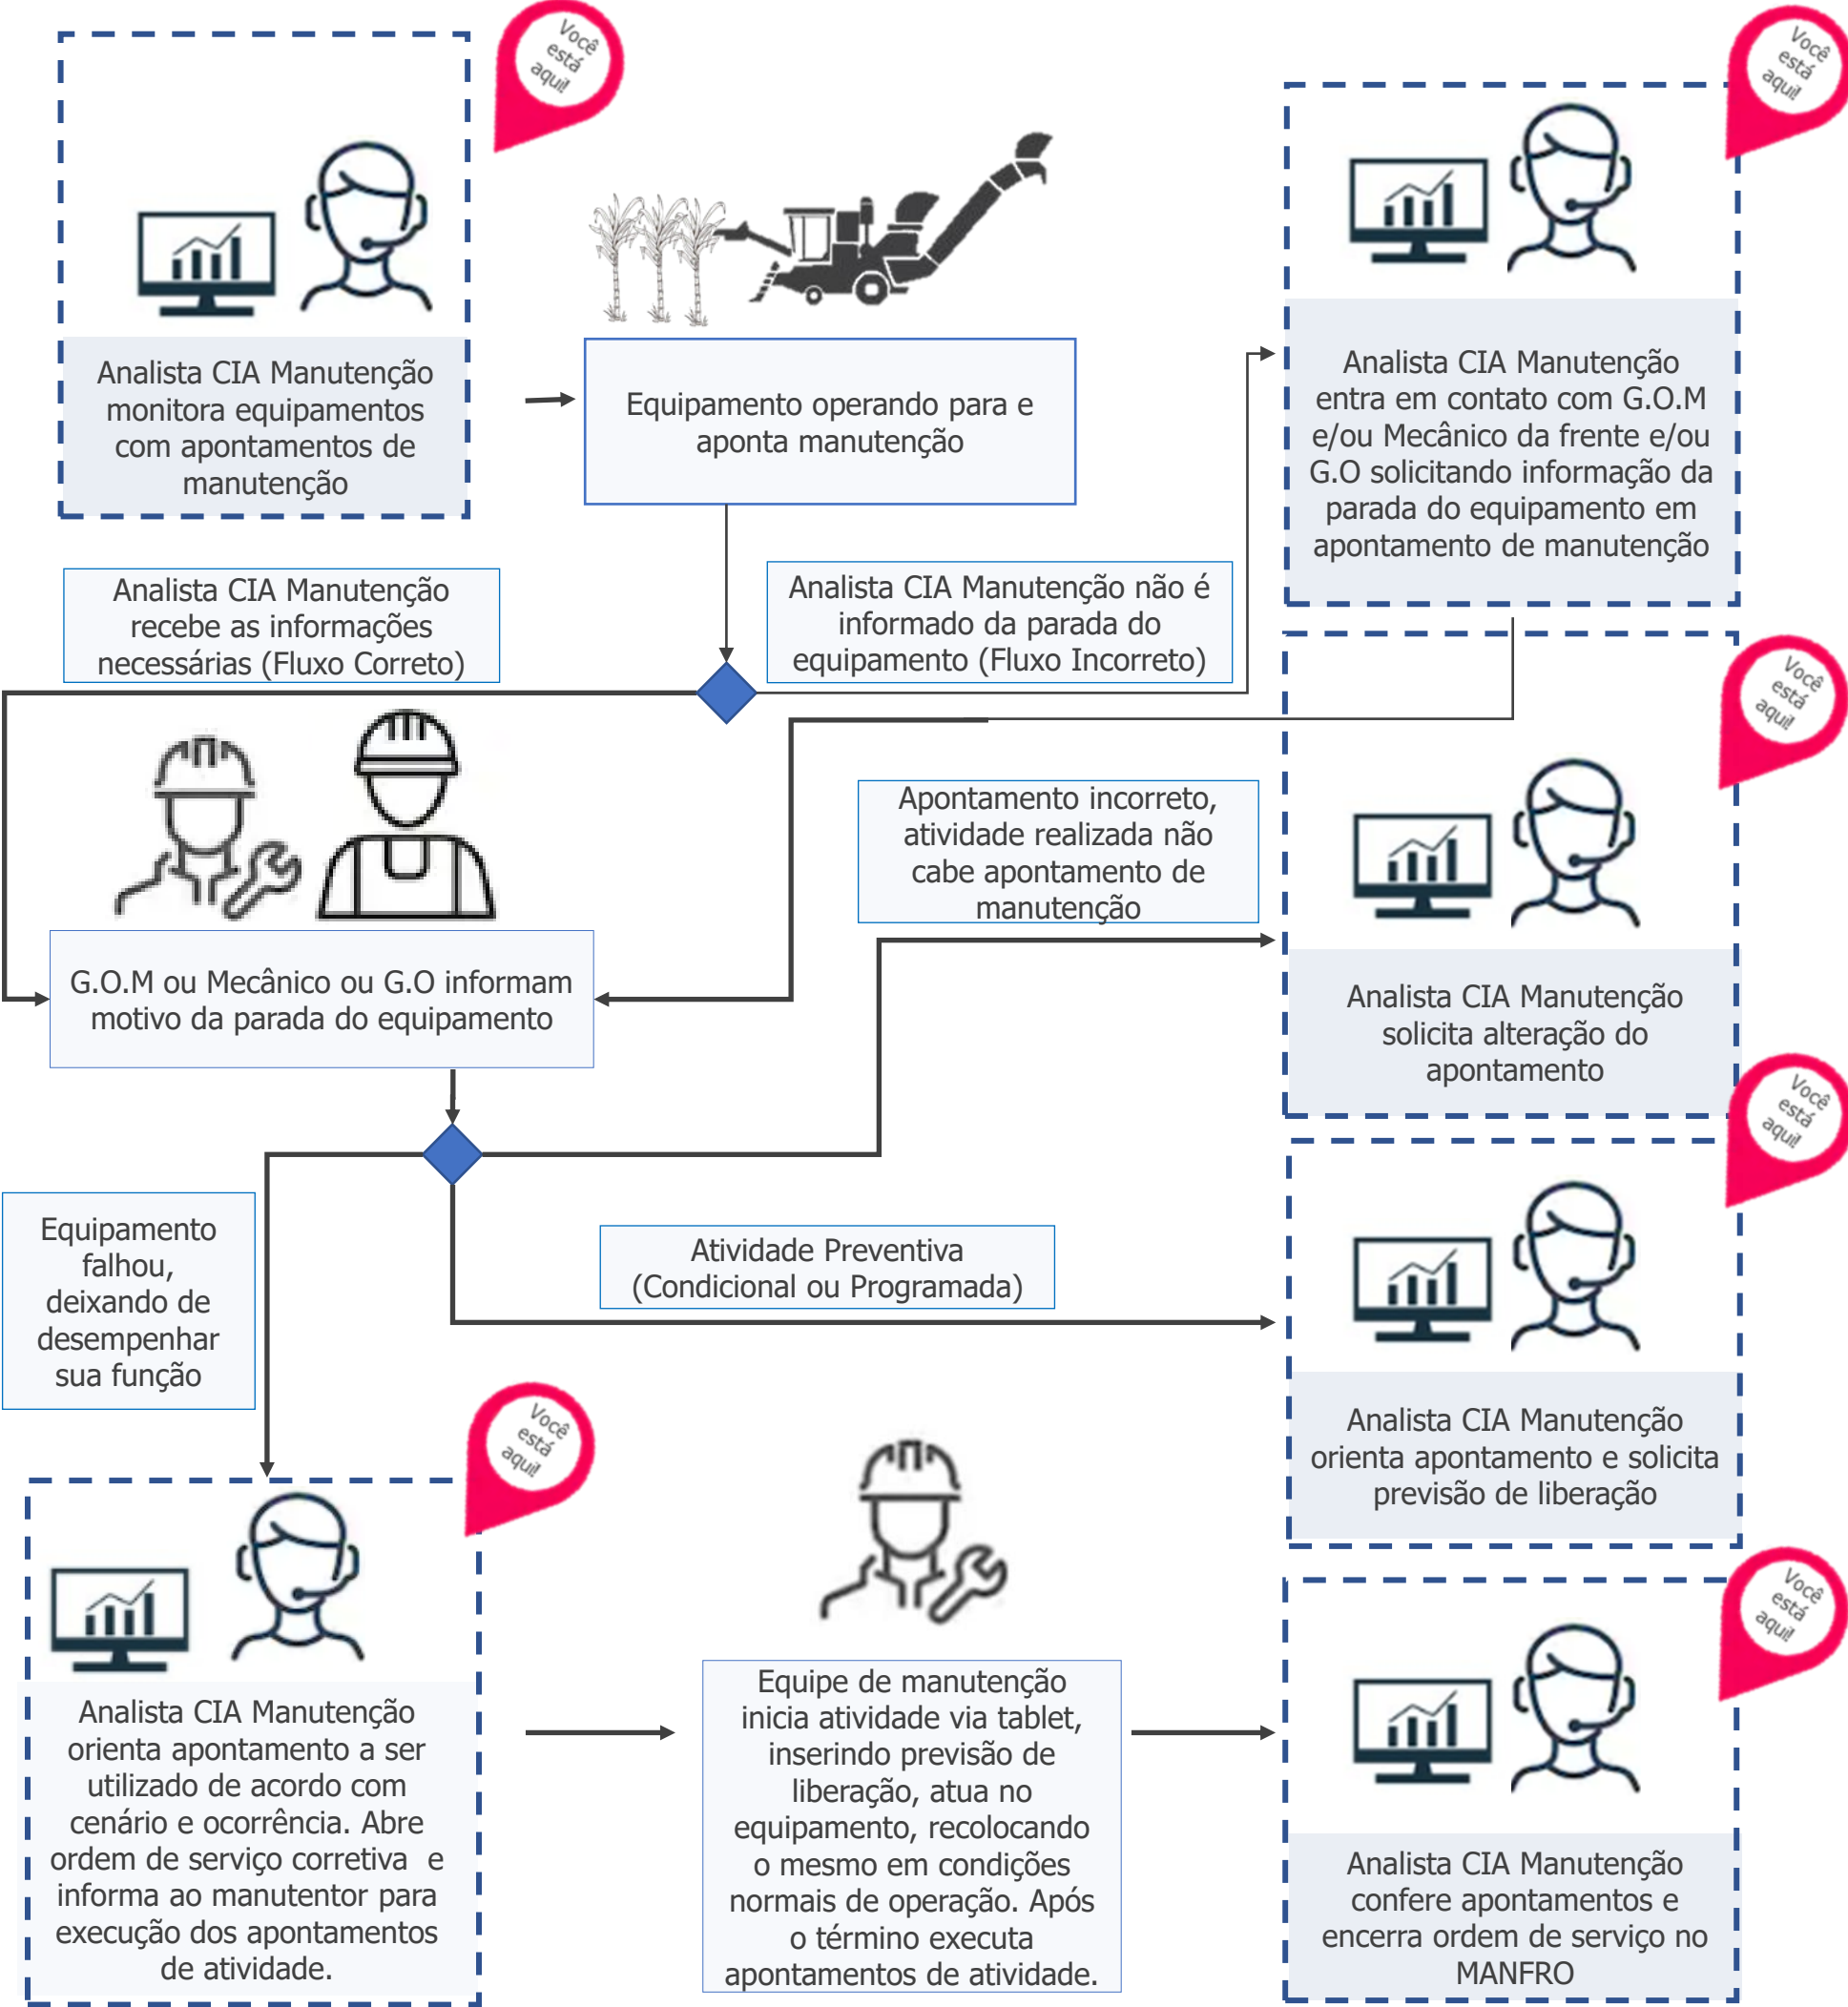 Você
está
aqui!
Você
está
aqui!
Analista CIA Manutenção
monitora equipamentos
com apontamentos de
manutenção
Equipamento operando para e
aponta manutenção
Analista CIA Manutenção
entra em contato com G.O.M
e/ou Mecânico da frente e/ou
G.O solicitando informação da
parada do equipamento em
apontamento de manutenção
Analista CIA Manutenção
recebe as informações
necessárias (Fluxo Correto)
Analista CIA Manutenção não é
informado da parada do
equipamento (Fluxo Incorreto)
Você
está
aqui!
Apontamento incorreto,
atividade realizada não
cabe apontamento de
manutenção
G.O.M ou Mecânico ou G.O informam
motivo da parada do equipamento
Analista CIA Manutenção
solicita alteração do
apontamento
Você
está
aqui!
Equipamento
falhou,
deixando de
desempenhar
sua função
Atividade Preventiva
(Condicional ou Programada)
Analista CIA Manutenção
orienta apontamento e solicita
previsão de liberação
Você
está
aqui!
Você
está
aqui!
Analista CIA Manutenção
orienta apontamento a ser
utilizado de acordo com
cenário e ocorrência. Abre
ordem de serviço corretiva  e
informa ao manutentor para
execução dos apontamentos
de atividade.
Equipe de manutenção
inicia atividade via tablet,
inserindo previsão de
liberação, atua no
equipamento, recolocando
o mesmo em condições
normais de operação. Após
o término executa
apontamentos de atividade.
Analista CIA Manutenção
confere apontamentos e
encerra ordem de serviço no
MANFRO